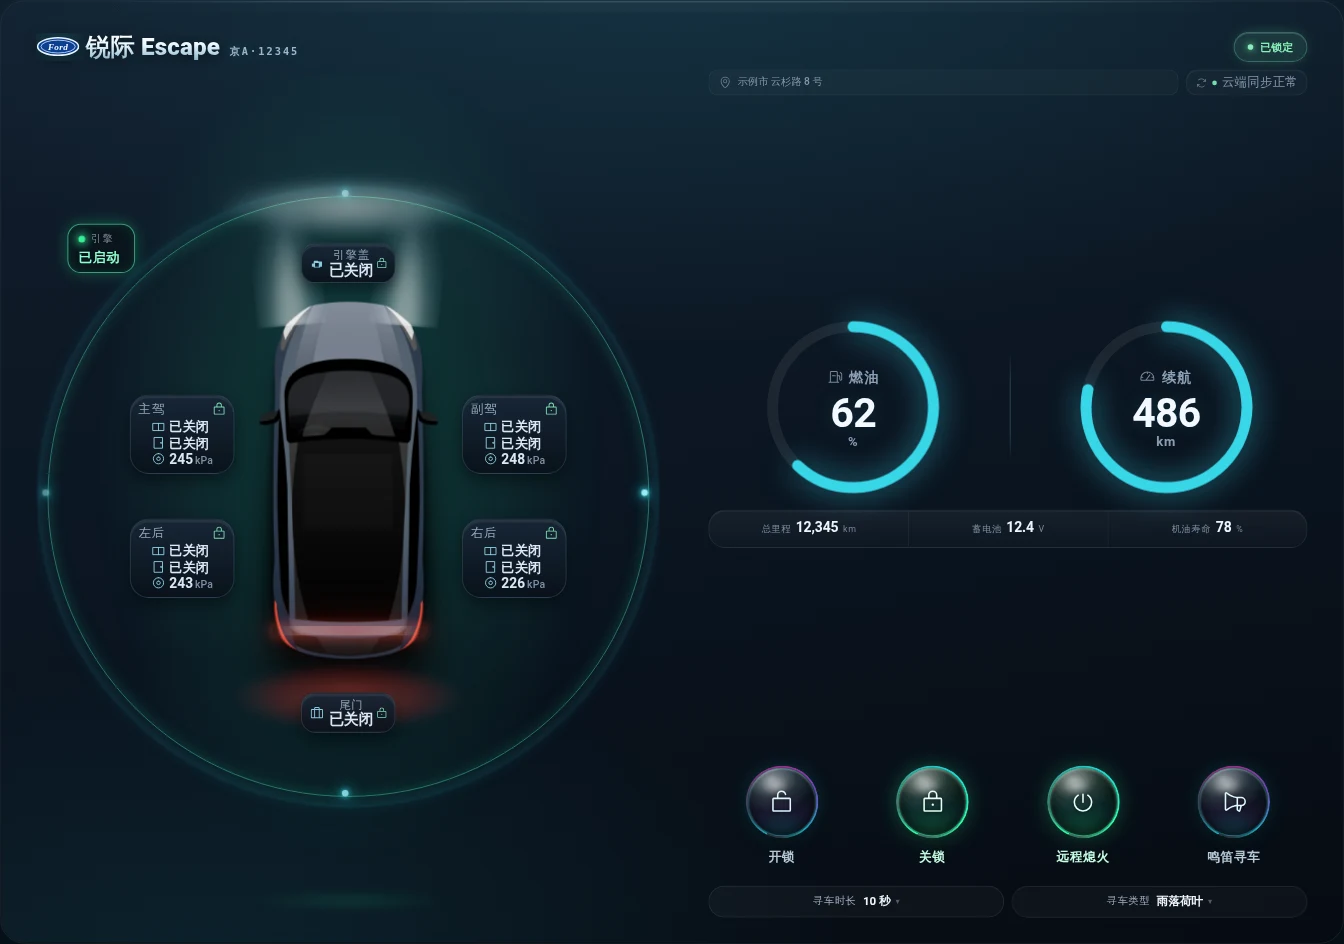 Ford 锐际 Escape 京A·12345
已锁定
示例市 云杉路 8 号
云端同步正常
引擎
已启动
引擎盖
已关闭
主驾
已关闭
已关闭
245 kPa
副驾
已关闭
已关闭
248 kPa
左后
已关闭
已关闭
243 kPa
右后
已关闭
已关闭
226 kPa
尾门
已关闭
燃油
62
%
续航
486
km
总里程 12,345 km
蓄电池 12.4 V
机油寿命 78 %
开锁
关锁
远程熄火
鸣笛寻车
寻车时长 10 秒
寻车类型 雨落荷叶